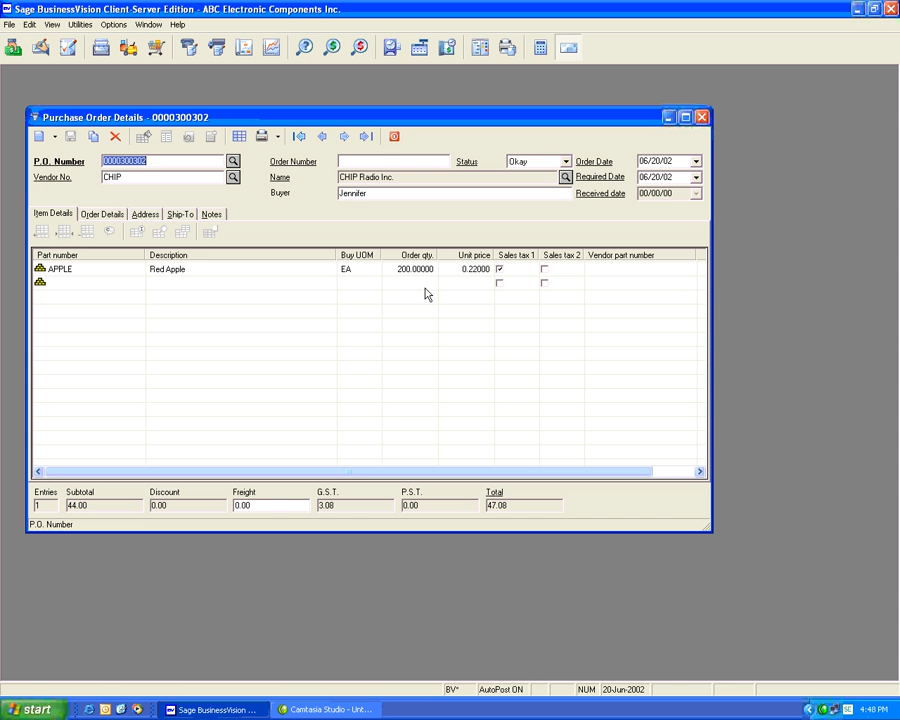 Sage BusinessVision Client-Server Edition - ABC Electronic Components Inc.
File Edit View Utilities Options Window Help
Purchase Order Details - 0000300302
P.O. Number 0000300302 Order Number Status Okay Order Date 06/20/02
Vendor No. CHIP Name CHIP Radio Inc. Required Date 06/20/02
Buyer Jennifer Received date 00/00/00
Item Details Order Details Address Ship-To Notes
Part number Description Buy UOM Order qty. Unit price Sales tax 1 Sales tax 2 Vendor part number
APPLE Red Apple EA 200.00000 0.22000
Entries Subtotal Discount Freight G.S.T. P.S.T. Total
1 44.00 0.00 0.00 3.08 0.00 47.08
P.O. Number
BV* AutoPost ON NUM 20-Jun-2002
start Sage BusinessVision ... Camtasia Studio - Unt... 4:48 PM